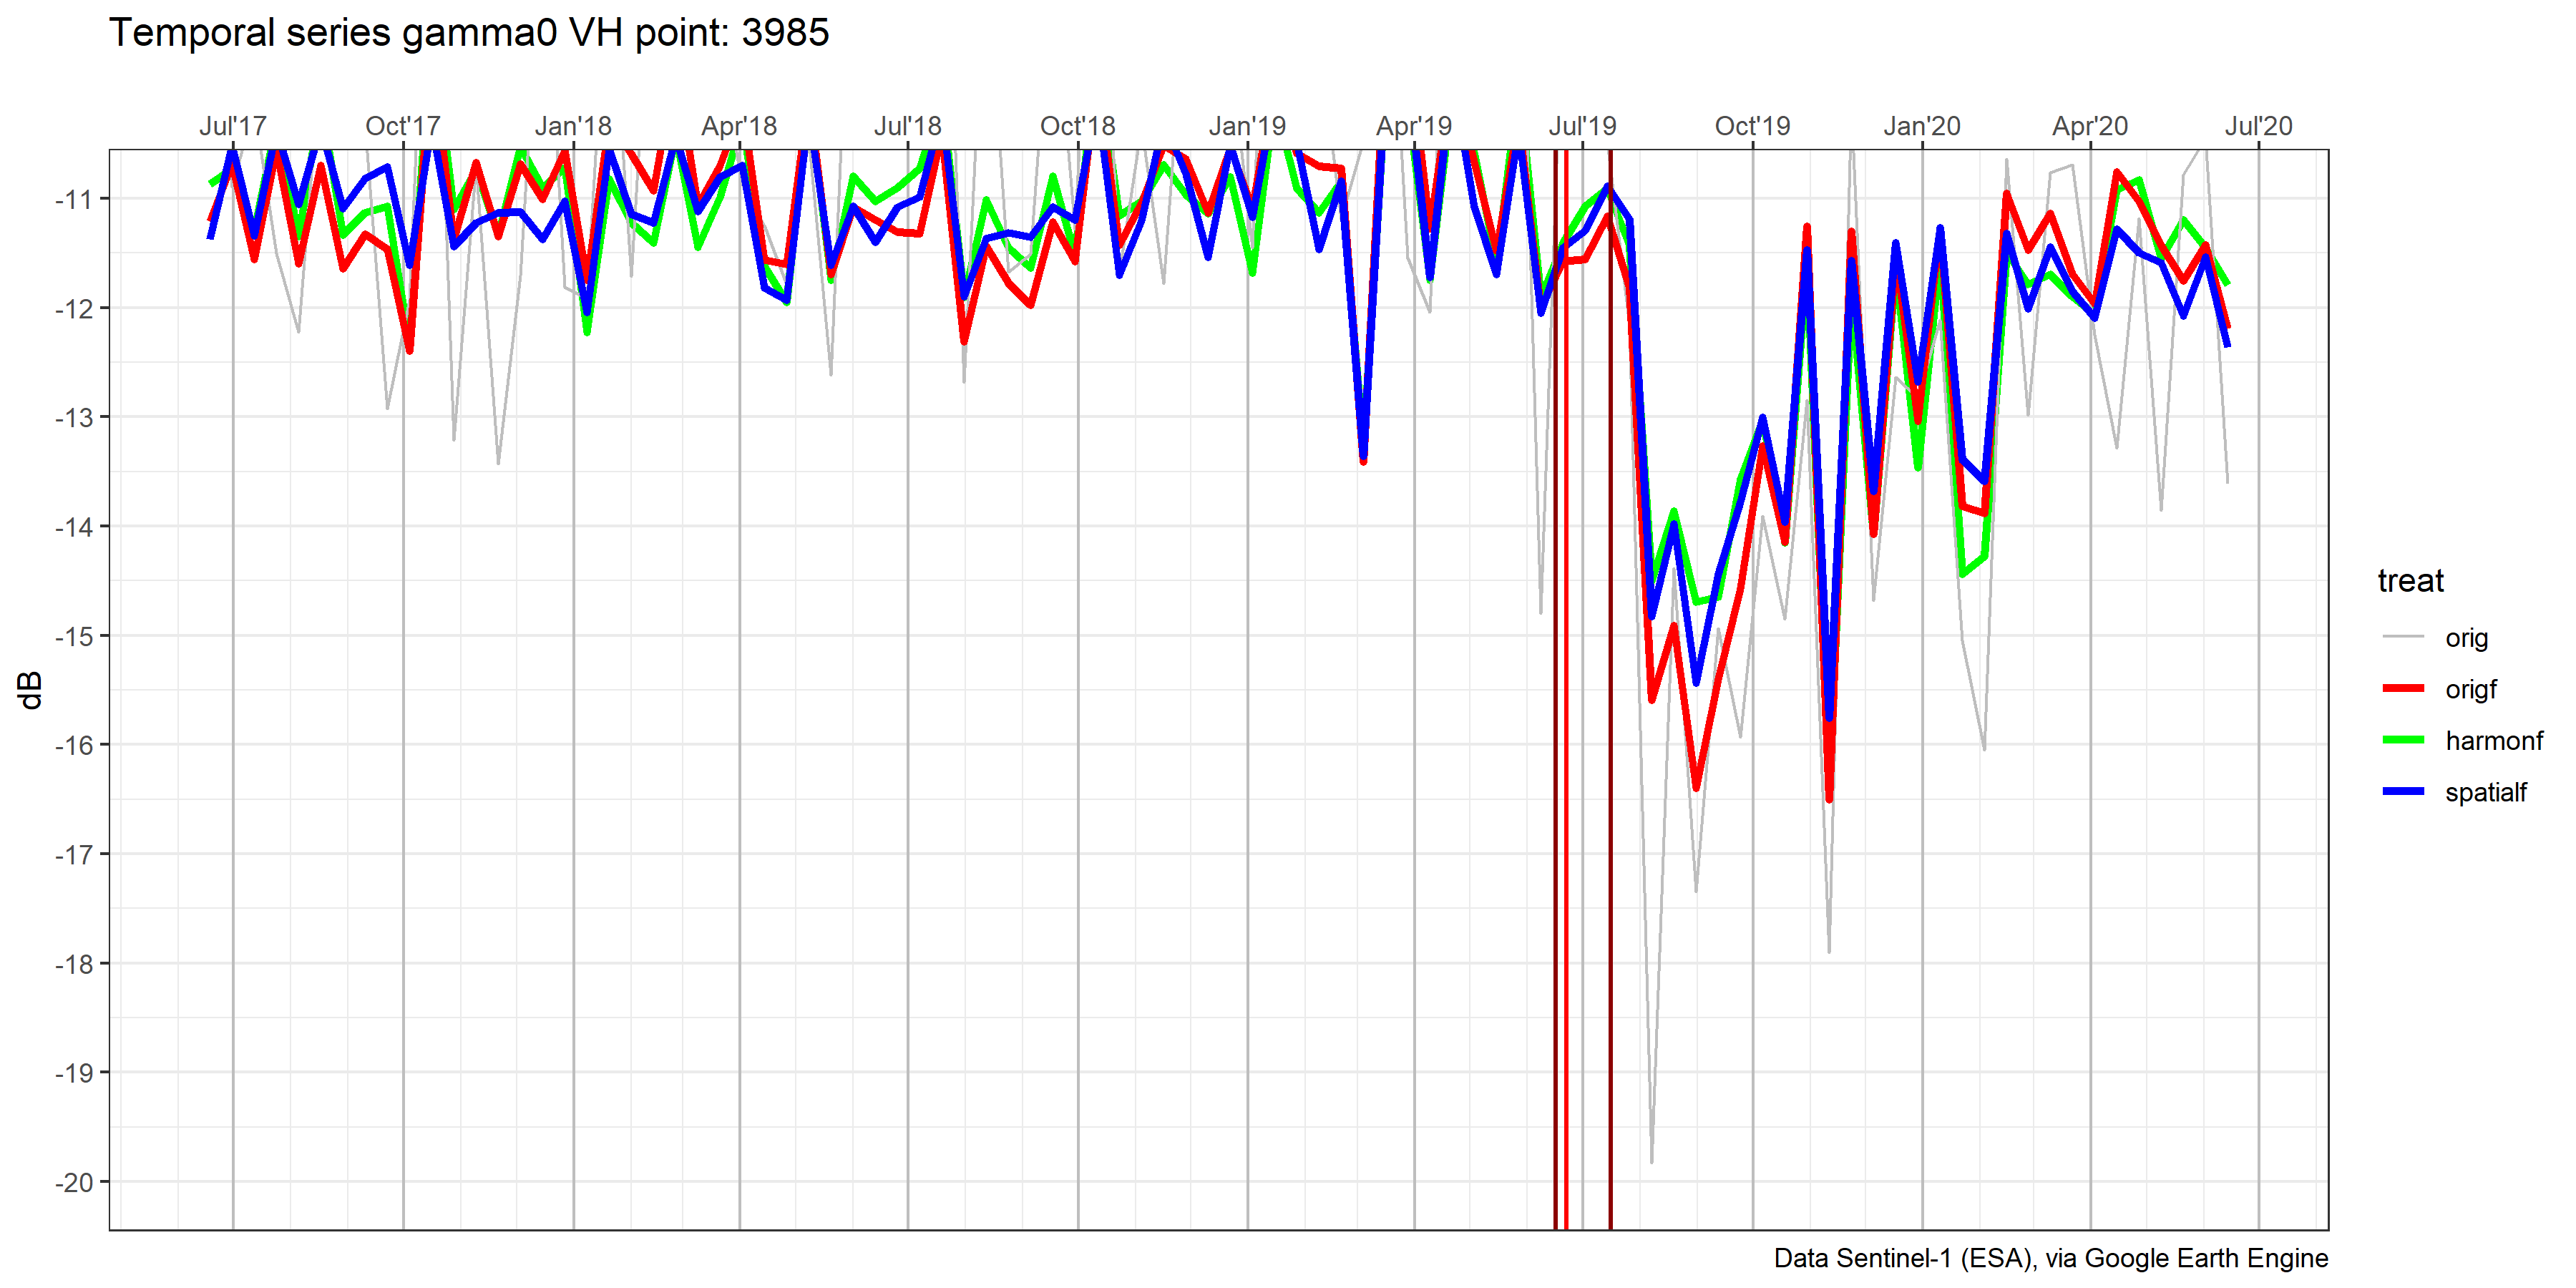 Temporal series gamma0 VH point: 3985
Jul'17 Oct'17 Jan'18 Apr'18 Jul'18 Oct'18 Jan'19 Apr'19 Jul'19 Oct'19 Jan'20 Apr'20 Jul'20
-11
-12
-13
-14
-15
-16
-17
-18
-19
-20
dB
treat
orig
origf
harmonf
spatialf
Data Sentinel-1 (ESA), via Google Earth Engine